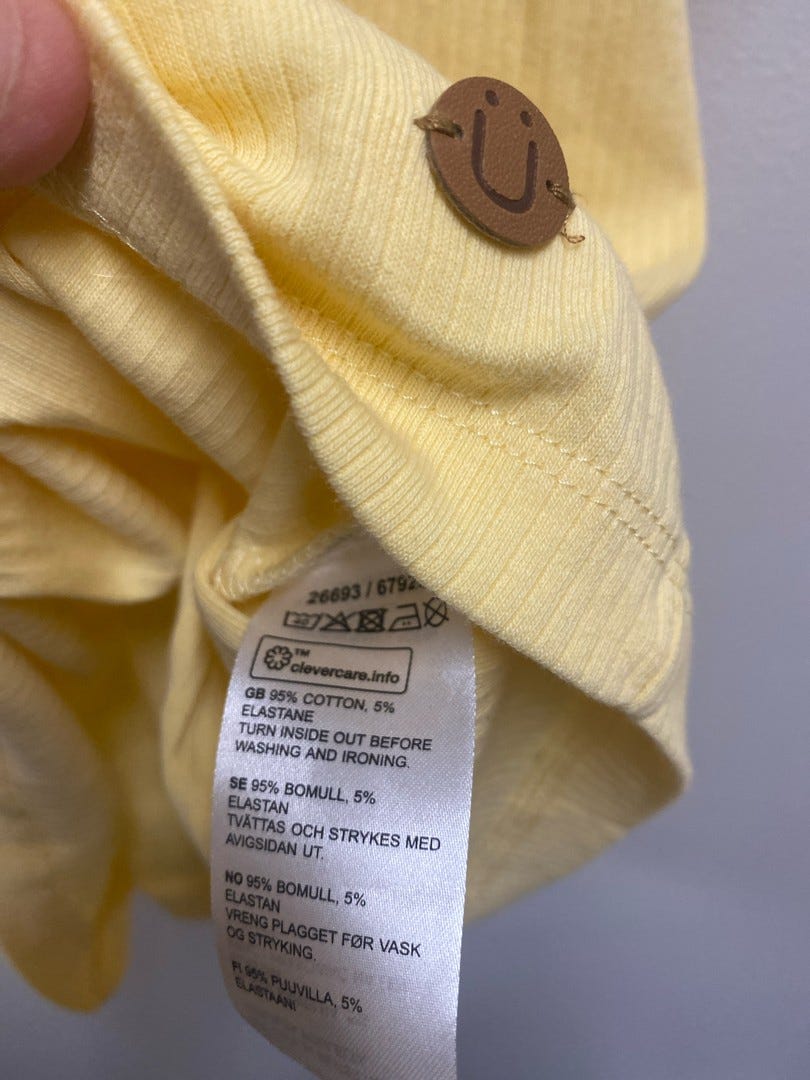 26693 / 6792
™
clevercare.info
GB 95% COTTON, 5%
ELASTANE
TURN INSIDE OUT BEFORE
WASHING AND IRONING.
SE 95% BOMULL, 5%
ELASTAN
TVÄTTAS OCH STRYKES MED
AVIGSIDAN UT.
NO 95% BOMULL, 5%
ELASTAN
VRENG PLAGGET FØR VASK
OG STRYKING.
FI 95% PUUVILLA, 5%
ELASTAANI